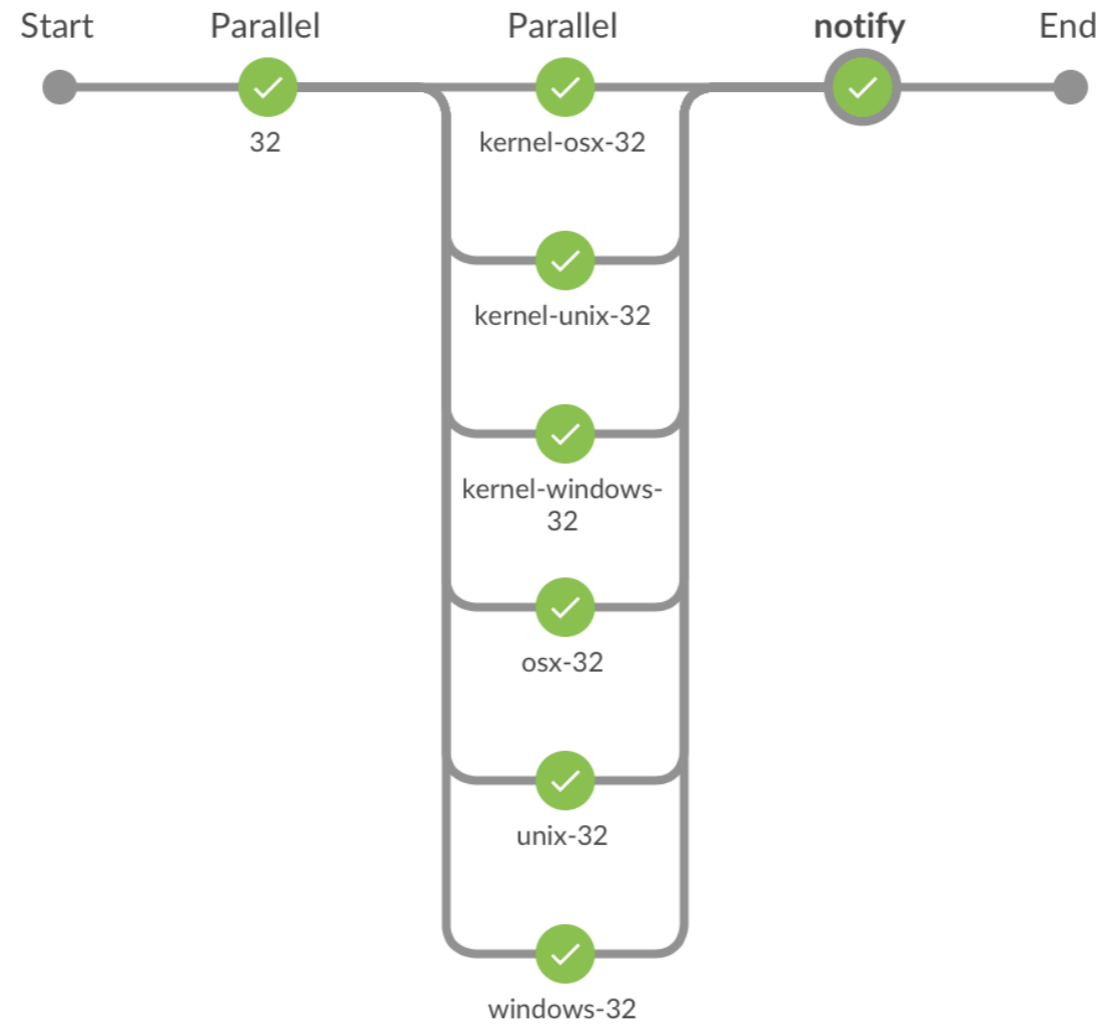 Start
Parallel
Parallel
notify
End
32
kernel-osx-32
kernel-unix-32
kernel-windows-
32
osx-32
unix-32
windows-32